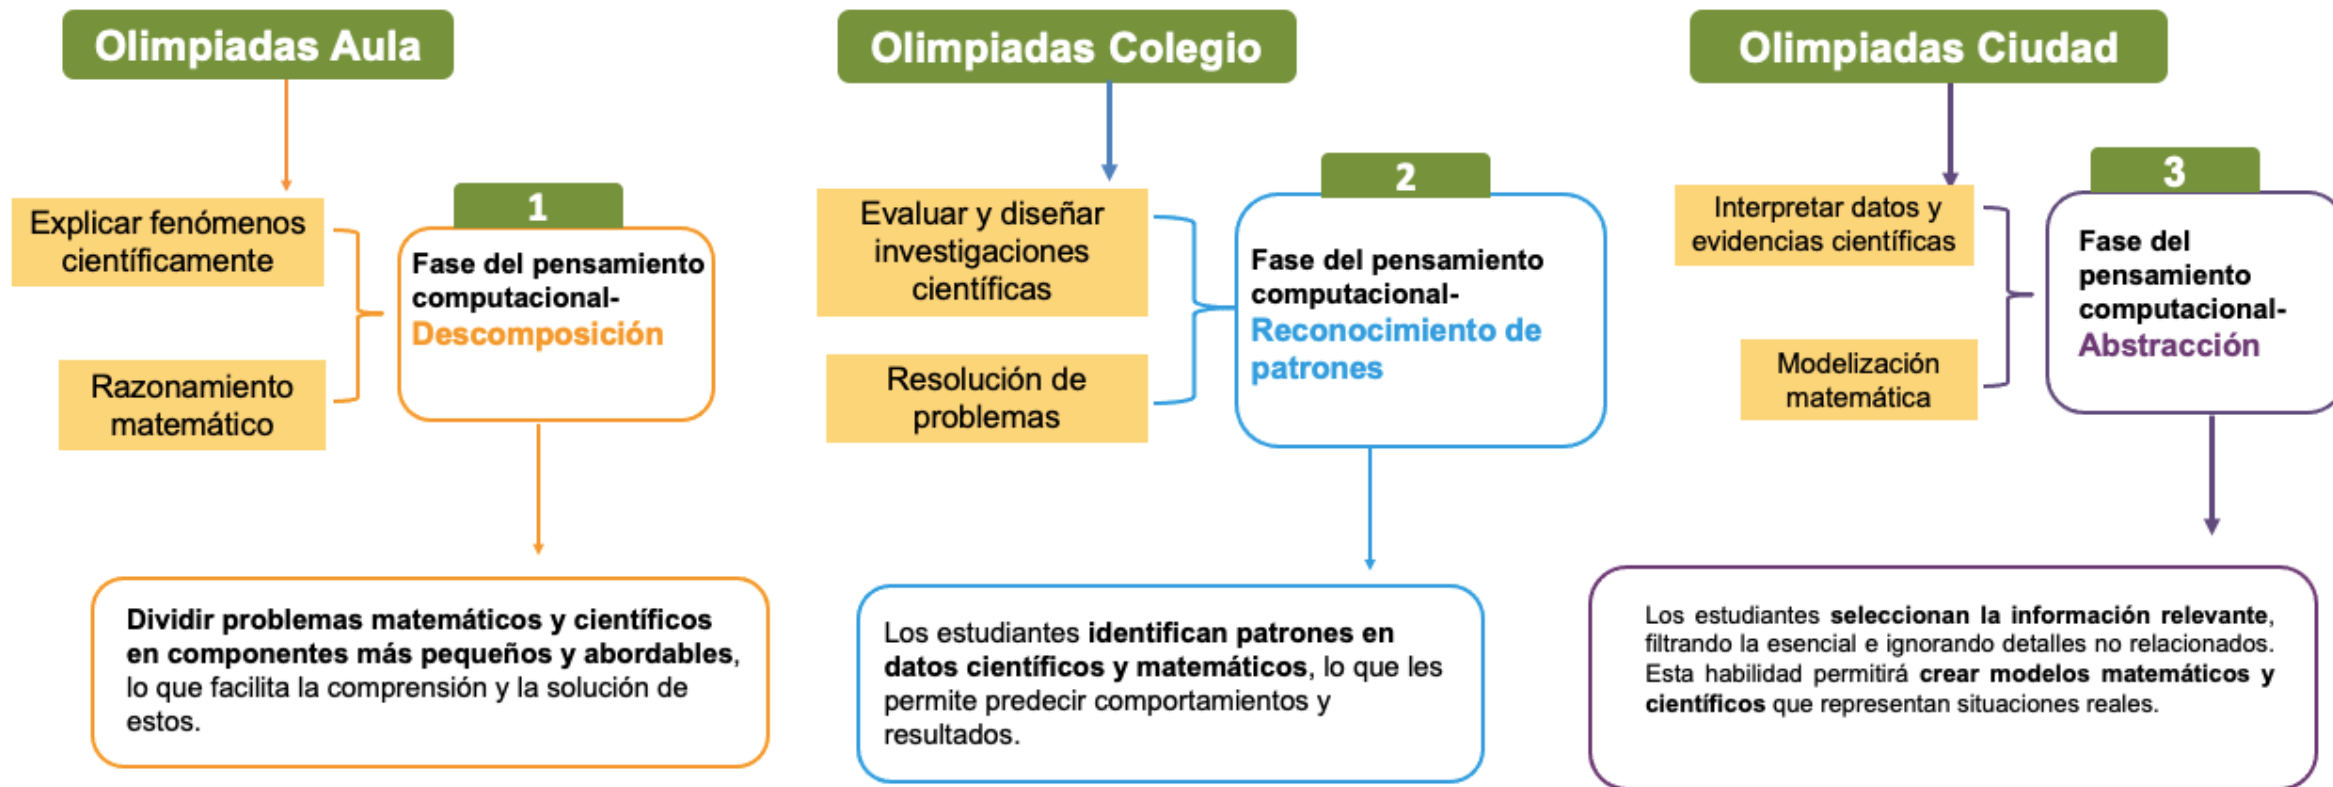 Olimpiadas Aula
Explicar fenómenos
científicamente
Razonamiento
matemático
1
Fase del pensamiento
computacional-
Descomposición
Dividir problemas matemáticos y científicos
en componentes más pequeños y abordables,
lo que facilita la comprensión y la solución de
estos.
Olimpiadas Colegio
Evaluar y diseñar
investigaciones
científicas
Resolución de
problemas
2
Fase del pensamiento
computacional-
Reconocimiento de
patrones
Los estudiantes identifican patrones en
datos científicos y matemáticos, lo que les
permite predecir comportamientos y
resultados.
Olimpiadas Ciudad
Interpretar datos y
evidencias científicas
Modelización
matemática
3
Fase del
pensamiento
computacional-
Abstracción
Los estudiantes seleccionan la información relevante,
filtrando la esencial e ignorando detalles no relacionados.
Esta habilidad permitirá crear modelos matemáticos y
científicos que representan situaciones reales.